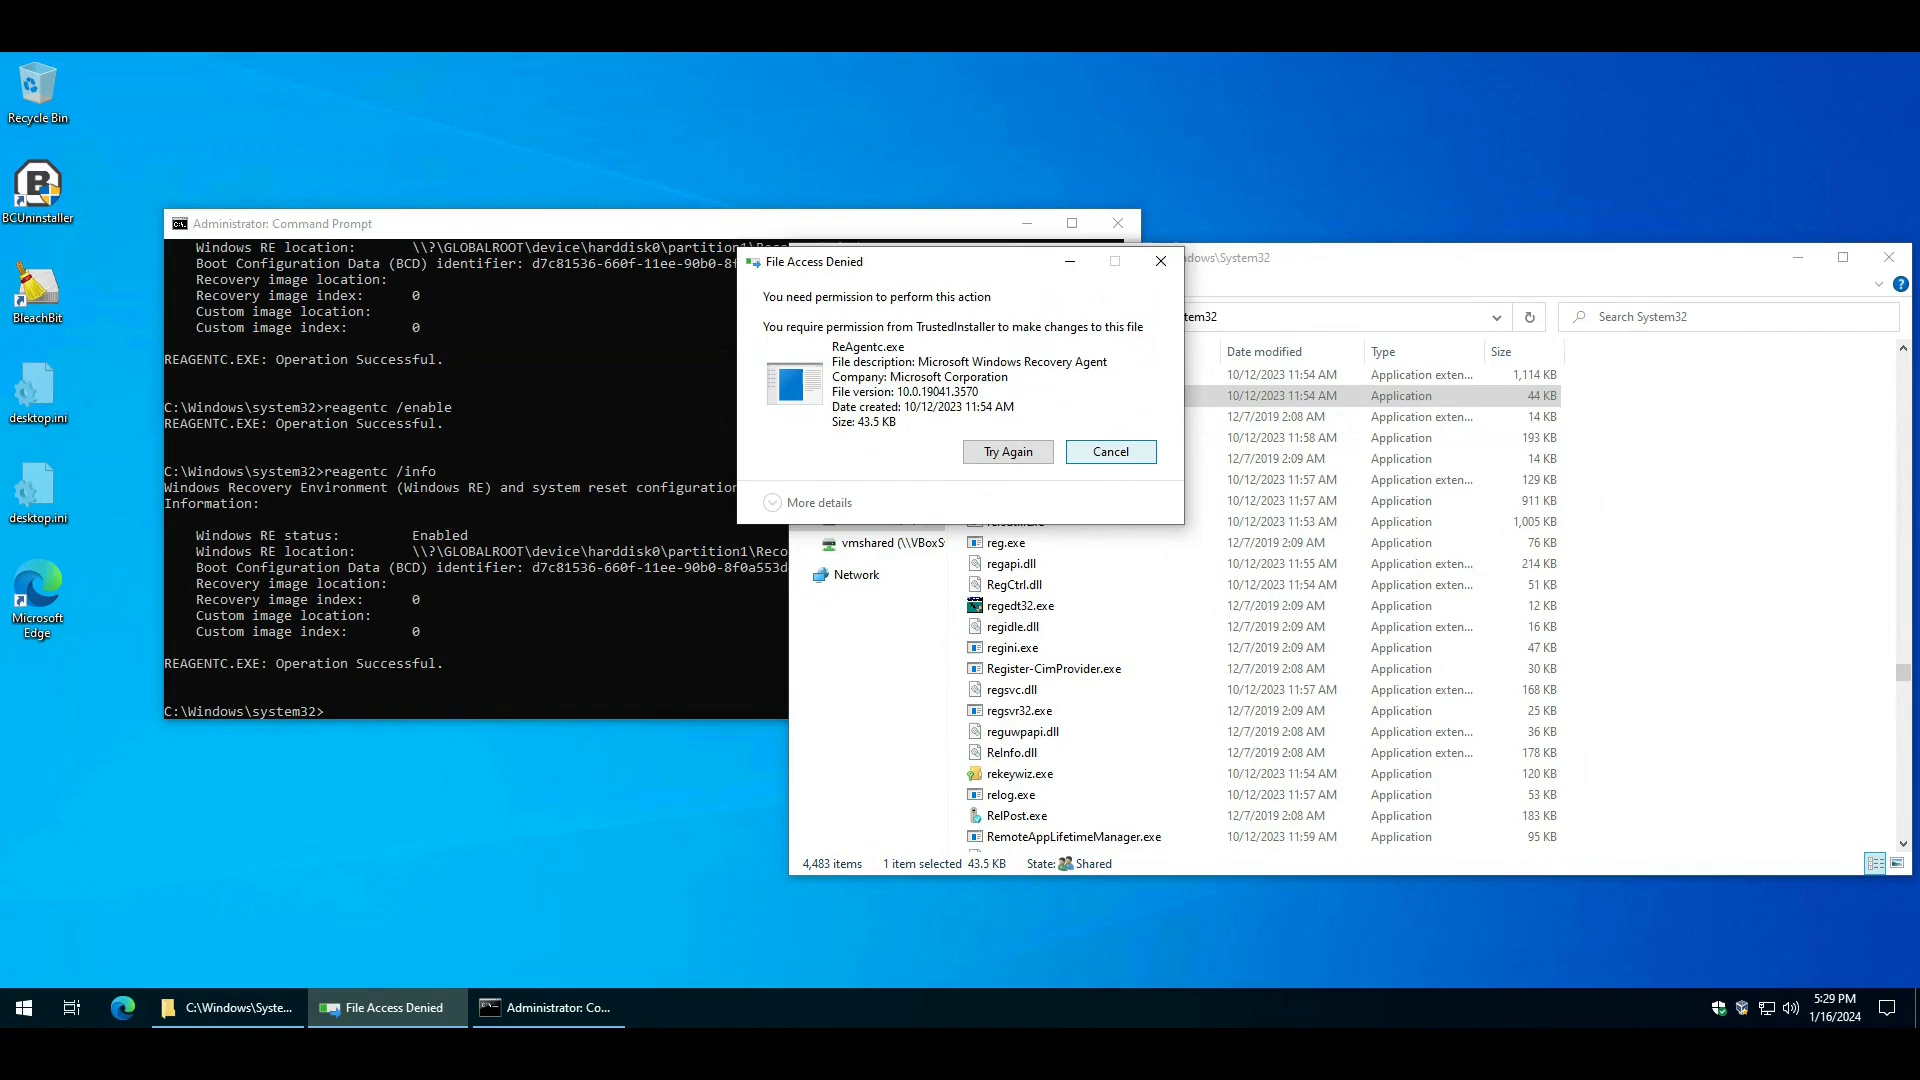 Recycle Bin
BCUninstaller
BleachBit
desktop.ini
desktop.ini
Microsoft
Edge
Administrator: Command Prompt
Windows RE location: \\?\GLOBALROOT\device\harddisk0\partition1\Reco
Boot Configuration Data (BCD) identifier: d7c81536-660f-11ee-90b0-8f
Recovery image location:
Recovery image index: 0
Custom image location:
Custom image index: 0
REAGENTC.EXE: Operation Successful.
C:\Windows\system32>reagentc /enable
REAGENTC.EXE: Operation Successful.
C:\Windows\system32>reagentc /info
Windows Recovery Environment (Windows RE) and system reset configuration
Information:
Windows RE status: Enabled
Windows RE location: \\?\GLOBALROOT\device\harddisk0\partition1\Reco
Boot Configuration Data (BCD) identifier: d7c81536-660f-11ee-90b0-8f0a553d
Recovery image location:
Recovery image index: 0
Custom image location:
Custom image index: 0
REAGENTC.EXE: Operation Successful.
C:\Windows\system32>
File Access Denied
You need permission to perform this action
You require permission from TrustedInstaller to make changes to this file
ReAgentc.exe
File description: Microsoft Windows Recovery Agent
Company: Microsoft Corporation
File version: 10.0.19041.3570
Date created: 10/12/2023 11:54 AM
Size: 43.5 KB
Try Again
Cancel
More details
dows\System32
tem32
Search System32
Date modified Type Size
10/12/2023 11:54 AM Application exten... 1,114 KB
10/12/2023 11:54 AM Application 44 KB
12/7/2019 2:08 AM Application exten... 14 KB
10/12/2023 11:58 AM Application 193 KB
12/7/2019 2:09 AM Application exten... 14 KB
10/12/2023 11:57 AM Application exten... 129 KB
10/12/2023 11:57 AM Application exten... 911 KB
10/12/2023 11:53 AM Application exten... 1,005 KB
vmshared (\\VBoxS
Network
reg.exe 12/7/2019 2:09 AM Application 76 KB
regapi.dll 10/12/2023 11:55 AM Application exten... 214 KB
RegCtrl.dll 10/12/2023 11:54 AM Application exten... 51 KB
regedt32.exe 12/7/2019 2:09 AM Application 12 KB
regidle.dll 12/7/2019 2:09 AM Application exten... 16 KB
regini.exe 12/7/2019 2:09 AM Application 47 KB
Register-CimProvider.exe 12/7/2019 2:08 AM Application 30 KB
regsvc.dll 10/12/2023 11:57 AM Application exten... 168 KB
regsvr32.exe 12/7/2019 2:09 AM Application 25 KB
reguwpapi.dll 12/7/2019 2:08 AM Application exten... 36 KB
ReInfo.dll 12/7/2019 2:08 AM Application exten... 178 KB
rekeywiz.exe 10/12/2023 11:54 AM Application 120 KB
relog.exe 10/12/2023 11:57 AM Application 53 KB
RelPost.exe 12/7/2019 2:08 AM Application 183 KB
RemoteAppLifetimeManager.exe 10/12/2023 11:59 AM Application 95 KB
4,483 items 1 item selected 43.5 KB State: Shared
C:\Windows\Syste...
File Access Denied
Administrator: Co...
5:29 PM
1/16/2024